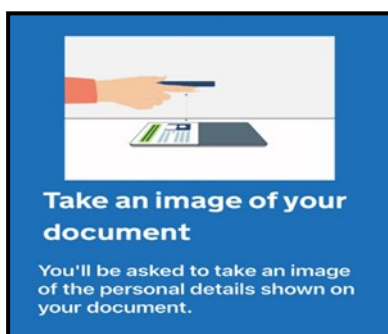 Take an image of your
document
You'll be asked to take an image
of the personal details shown on
your document.